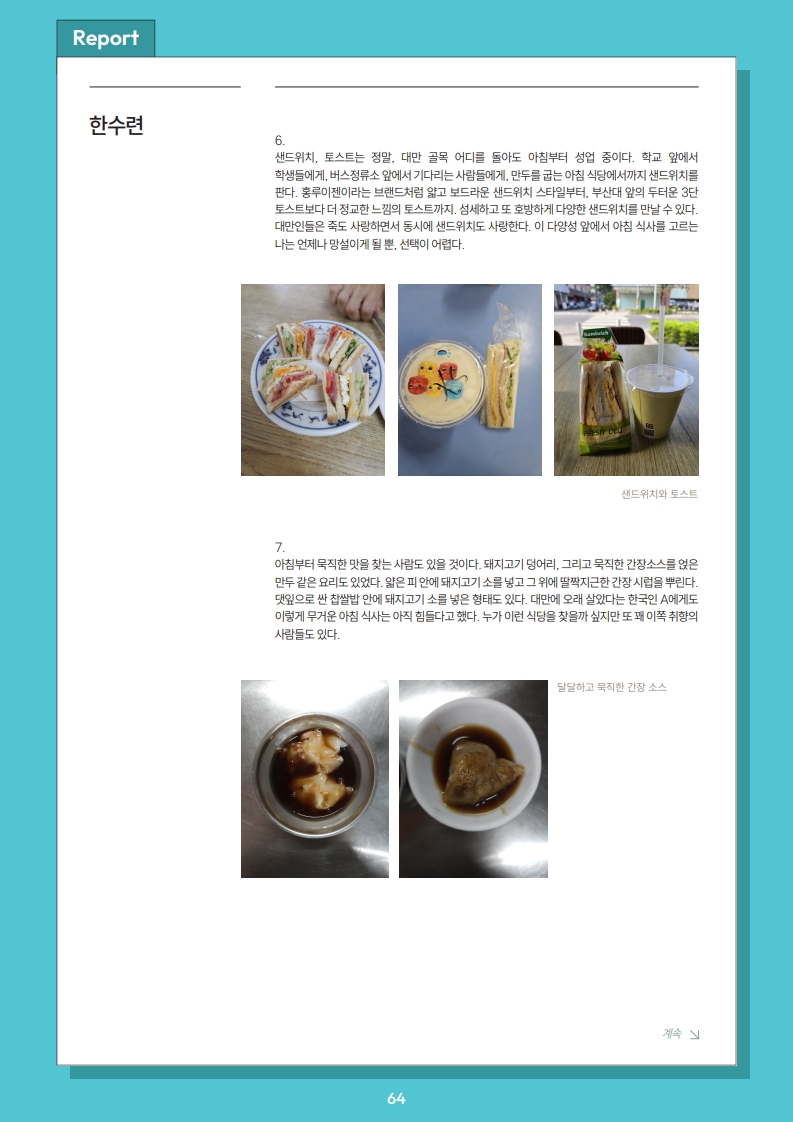 Report
한수련
6.
샌드위치, 토스트는 정말, 대만 골목 어디를 돌아도 아침부터 성업 중이다. 학교 앞에서
학생들에게, 버스정류소 앞에서 기다리는 사람들에게, 만두를 굽는 아침 식당에서까지 샌드위치를
판다. 홍루이젠이라는 브랜드처럼 얇고 보드라운 샌드위치 스타일부터, 부산대 앞의 두터운 3단
토스트보다 더 정교한 느낌의 토스트까지. 섬세하고 또 호방하게 다양한 샌드위치를 만날 수 있다.
대만인들은 죽도 사랑하면서 동시에 샌드위치도 사랑한다. 이 다양성 앞에서 아침 식사를 고르는
나는 언제나 망설이게 될 뿐, 선택이 어렵다.
Sandwich
FRESH DELI
샌드위치와 토스트
7.
아침부터 묵직한 맛을 찾는 사람도 있을 것이다. 돼지고기 덩어리, 그리고 묵직한 간장소스를 얹은
만두 같은 요리도 있었다. 얇은 피 안에 돼지고기 소를 넣고 그 위에 딸짝지근한 간장 시럽을 뿌린다.
댓잎으로 싼 찹쌀밥 안에 돼지고기 소를 넣은 형태도 있다. 대만에 오래 살았다는 한국인 A에게도
이렇게 무거운 아침 식사는 아직 힘들다고 했다. 누가 이런 식당을 찾을까 싶지만 또 꽤 이쪽 취향의
사람들도 있다.
달달하고 묵직한 간장 소스
계속
64